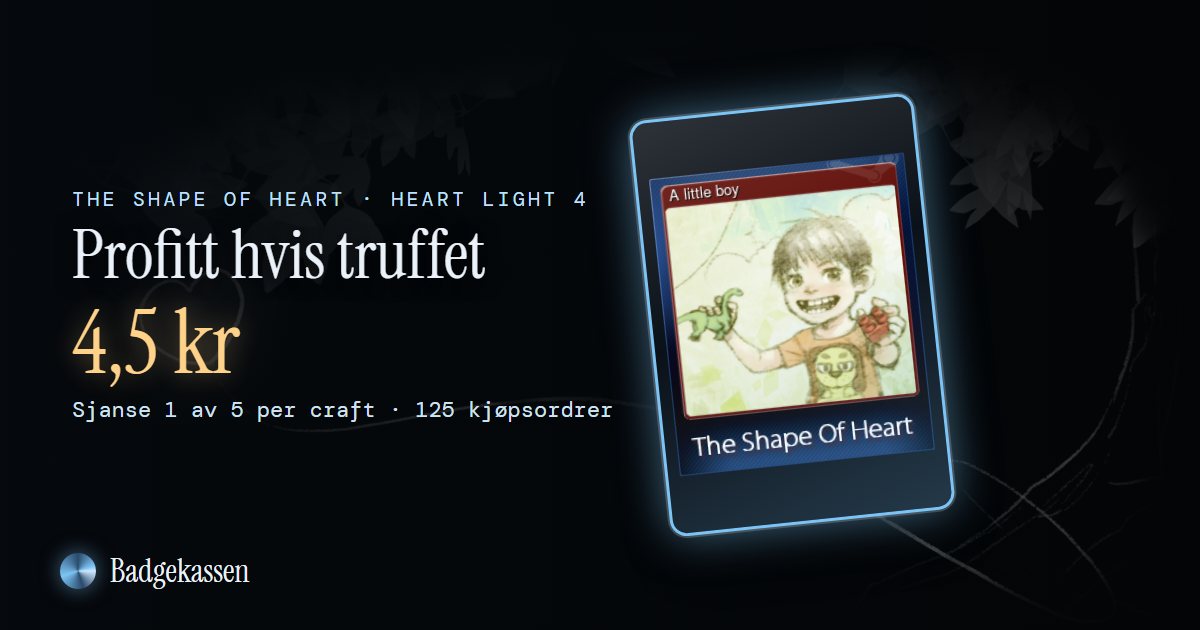 THE SHAPE OF HEART · HEART LIGHT 4
Profitt hvis truffet
4,5 kr
Sjanse 1 av 5 per craft · 125 kjøpsordrer
A little boy
The Shape Of Heart
Badgekassen